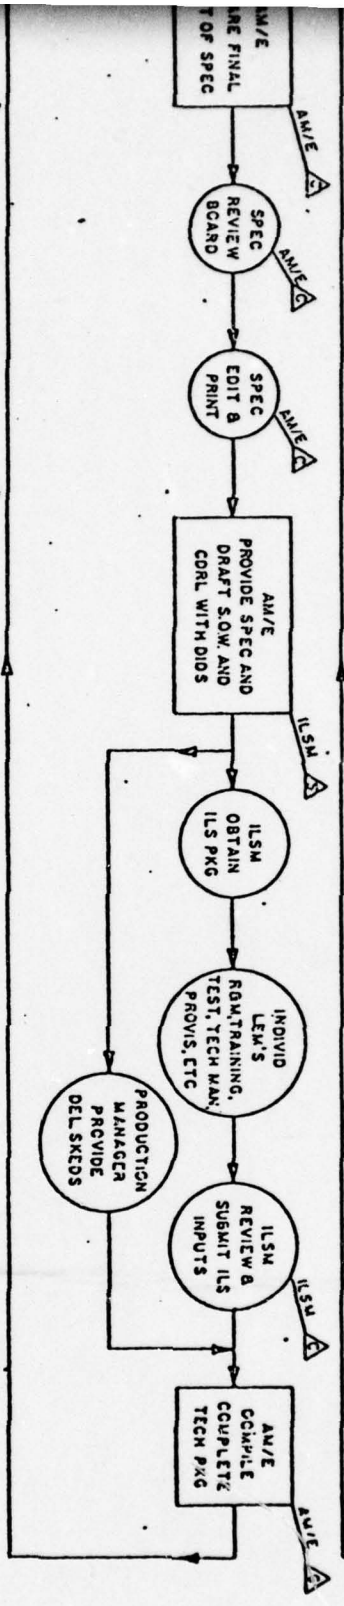 AM/E
ARE FINAL
T OF SPEC
AM/E
SPEC
REVIEW
BOARD
AM/E
C
SPEC
EDIT &
PRINT
AM/E
C
AM/E
PROVIDE SPEC AND
DRAFT S.O.W. AND
CDRL WITH DIDS
ILSM
S
ILSM
OBTAIN
ILS PKG
INDIVID
LEM'S
R&M, TRAINING,
TEST, TECH MAN,
PROVIS, ETC
PRODUCTION
MANAGER
PROVIDE
DEL SKEDS
ILSM
REVIEW &
SUBMIT ILS
INPUTS
ILSM
C
AM/E
COMPILE
COMPLETE
TECH PKG
AM/E